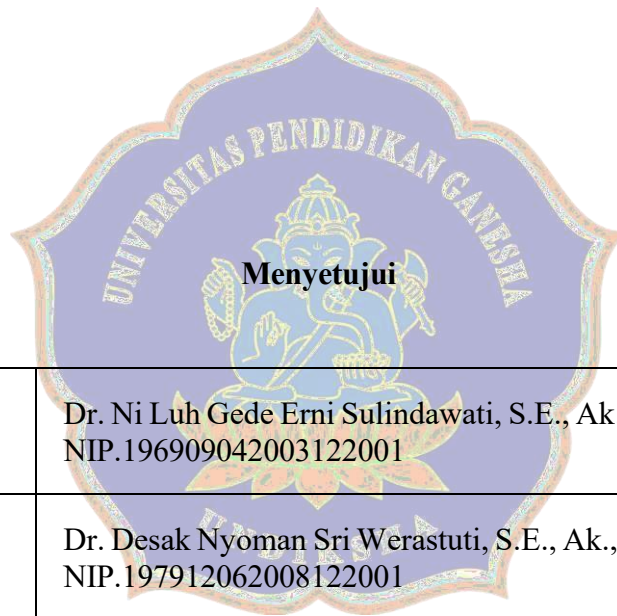 UNIVERSITAS PENDIDIKAN GANESHA
Menyetujui
Dr. Ni Luh Gede Erni Sulindawati, S.E., Ak
NIP.196909042003122001
Dr. Desak Nyoman Sri Werastuti, S.E., Ak.,
NIP.197912062008122001
UNDIKSHA